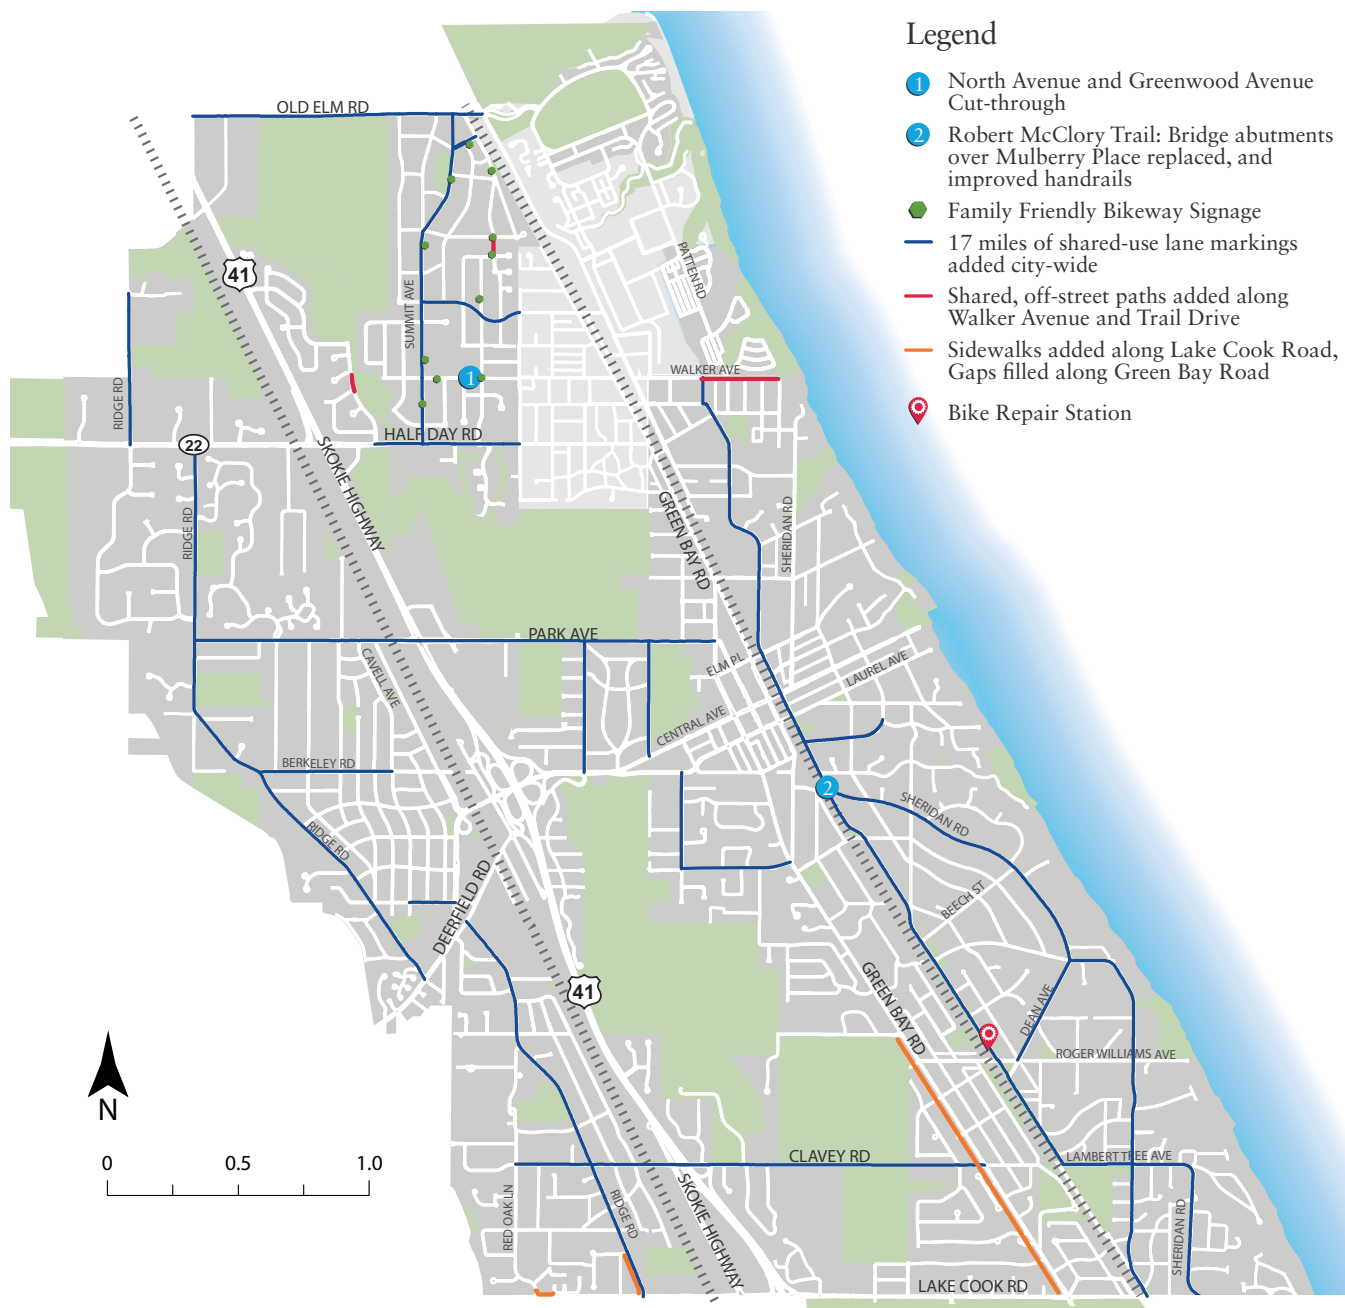 Legend
1 North Avenue and Greenwood Avenue
Cut-through
2 Robert McClory Trail: Bridge abutments
over Mulberry Place replaced, and
improved handrails
Family Friendly Bikeway Signage
17 miles of shared-use lane markings
added city-wide
Shared, off-street paths added along
Walker Avenue and Trail Drive
Sidewalks added along Lake Cook Road,
Gaps filled along Green Bay Road
Bike Repair Station
OLD ELM RD
41
PATTEN RD
SUMMIT AVE
WALKER AVE
1
RIDGE RD
HALF DAY RD
22
SKOKIE HIGHWAY
GREEN BAY RD
SHERIDAN RD
RIDGE RD
PARK AVE
ELM PL
LAUREL AVE
CAVELL AVE
CENTRAL AVE
BERKELEY RD
2
SHERIDAN RD
RIDGE RD
BEECH ST
DEERFIELD RD
41
GREEN BAY RD
DEAN AVE
ROGER WILLIAMS AVE
N
0 0.5 1.0
CLAVEY RD
LAMBERT TREE AVE
RED OAK LN
RIDGE RD
SKOKIE HIGHWAY
SHERIDAN RD
LAKE COOK RD